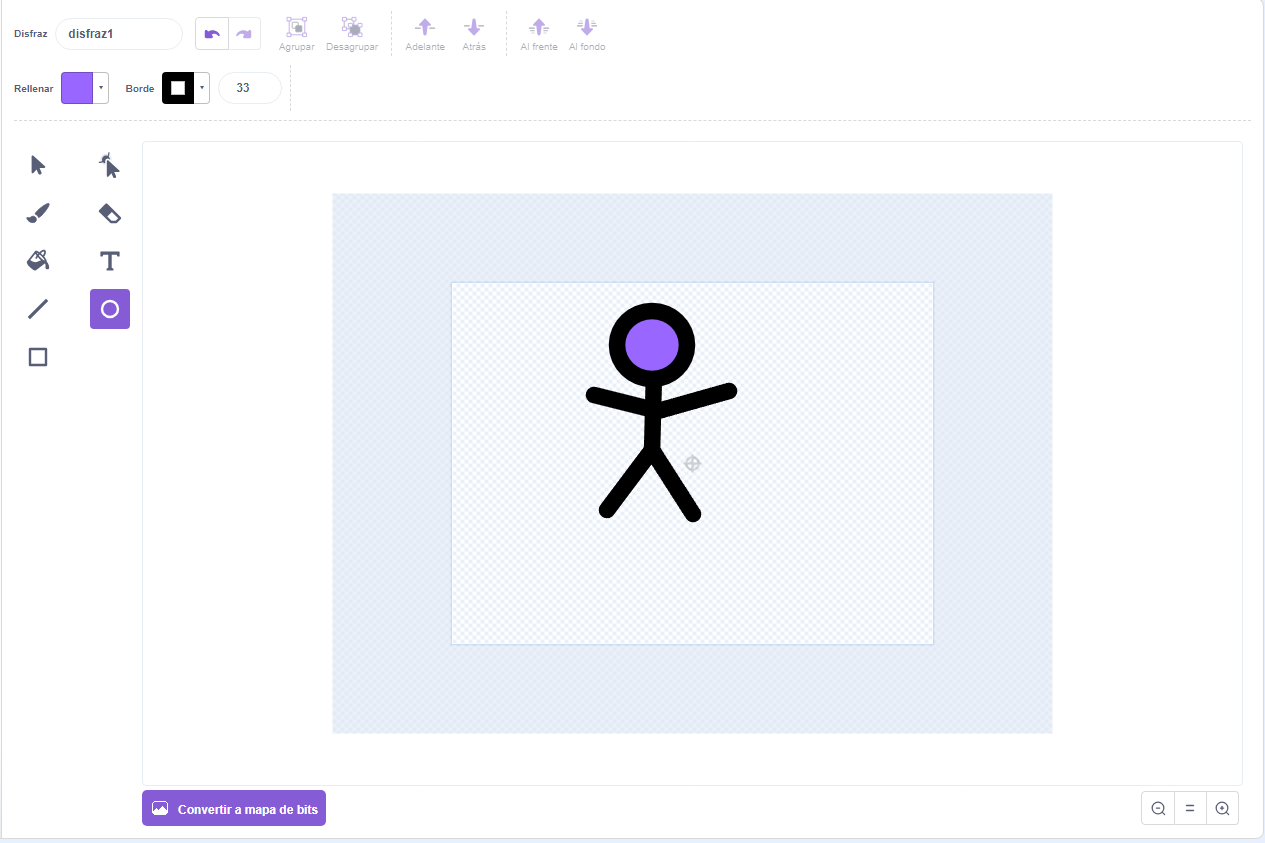 Disfraz disfraz1
Agrupar Desagrupar Adelante Atrás Al frente Al fondo
Rellenar Borde 33
Convertir a mapa de bits